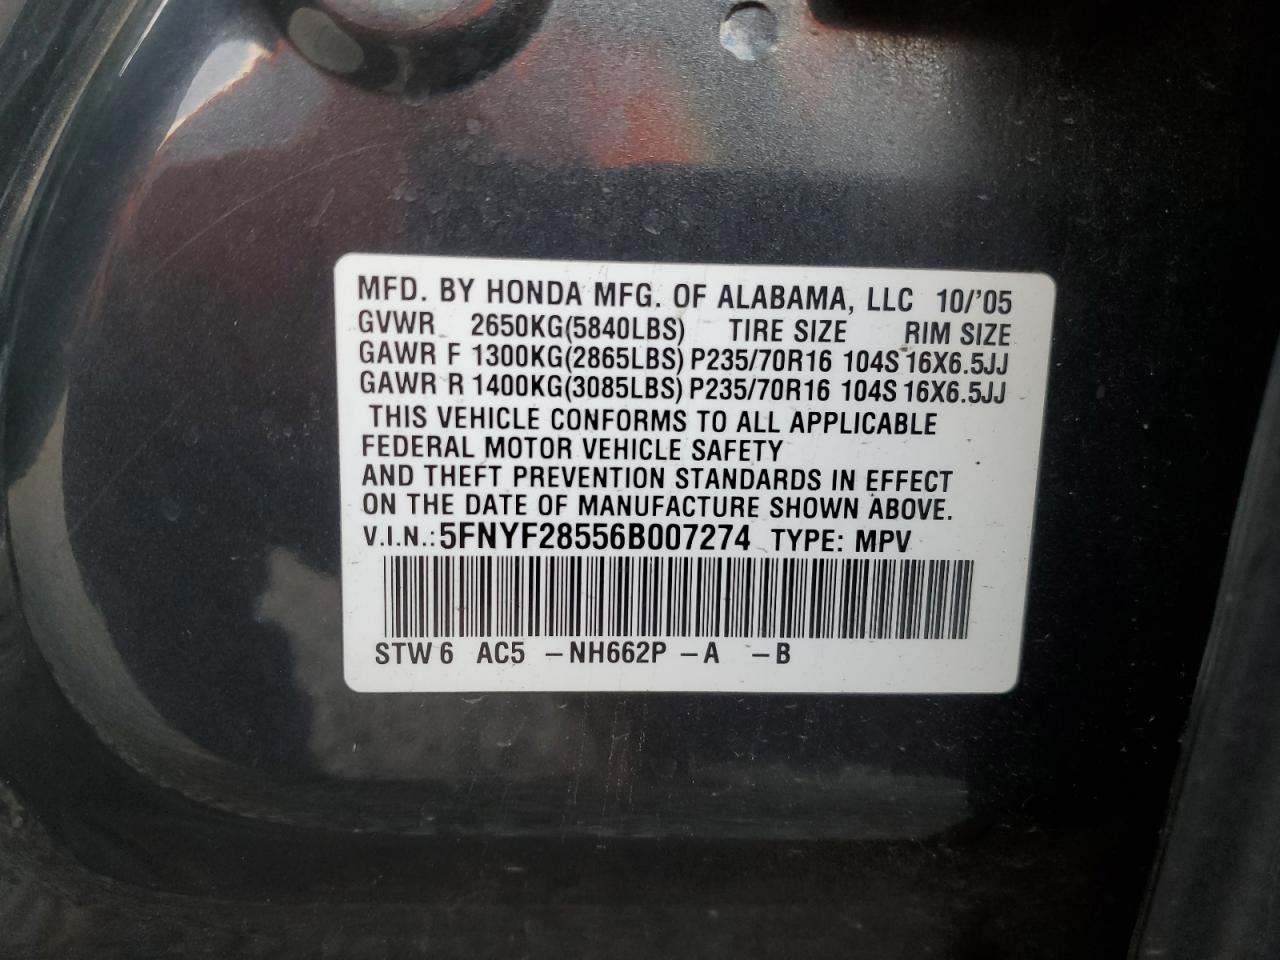 MFD. BY HONDA MFG. OF ALABAMA, LLC 10/'05
GVWR 2650KG(5840LBS) TIRE SIZE RIM SIZE
GAWR F 1300KG(2865LBS) P235/70R16 104S 16X6.5JJ
GAWR R 1400KG(3085LBS) P235/70R16 104S 16X6.5JJ
THIS VEHICLE CONFORMS TO ALL APPLICABLE
FEDERAL MOTOR VEHICLE SAFETY
AND THEFT PREVENTION STANDARDS IN EFFECT
ON THE DATE OF MANUFACTURE SHOWN ABOVE.
V.I.N.: 5FNYF28556B007274 TYPE: MPV
STW 6 AC5 –NH662P –A –B